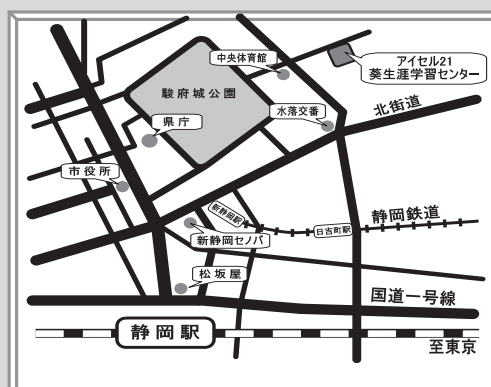 中央体育館
アイセル21
葵生涯学習センター
駿府城公園
北街道
水落交番
県庁
市役所
新静岡駅
静岡鉄道
日吉町駅
新静岡セノバ
松坂屋
国道一号線
静岡駅
至東京